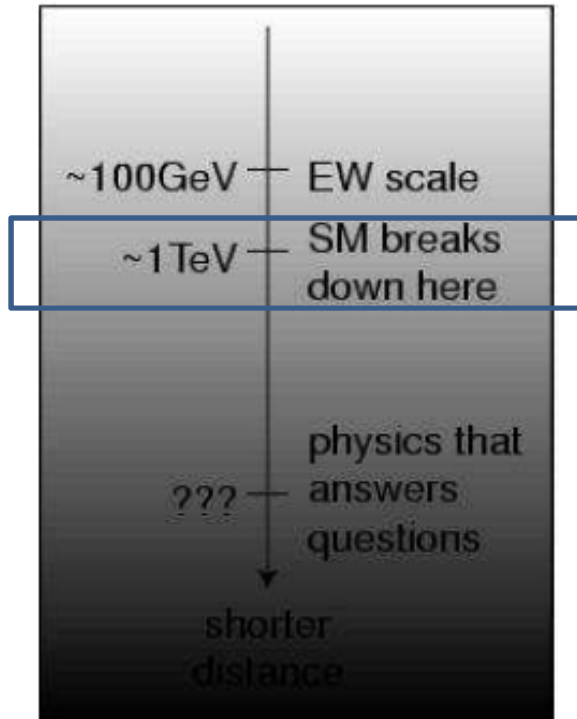 ~100GeV EW scale
~1TeV SM breaks
down here
physics that
??? answers
questions
shorter
distance